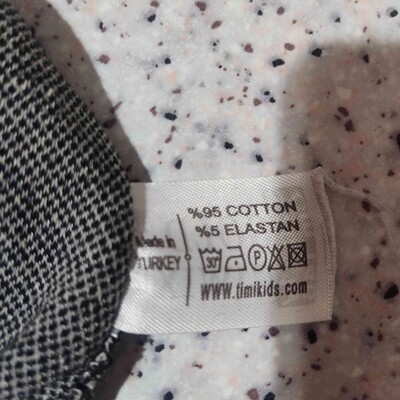 %95 COTTON
%5 ELASTAN
Made in
TURKEY
30°
P
www.timikids.com